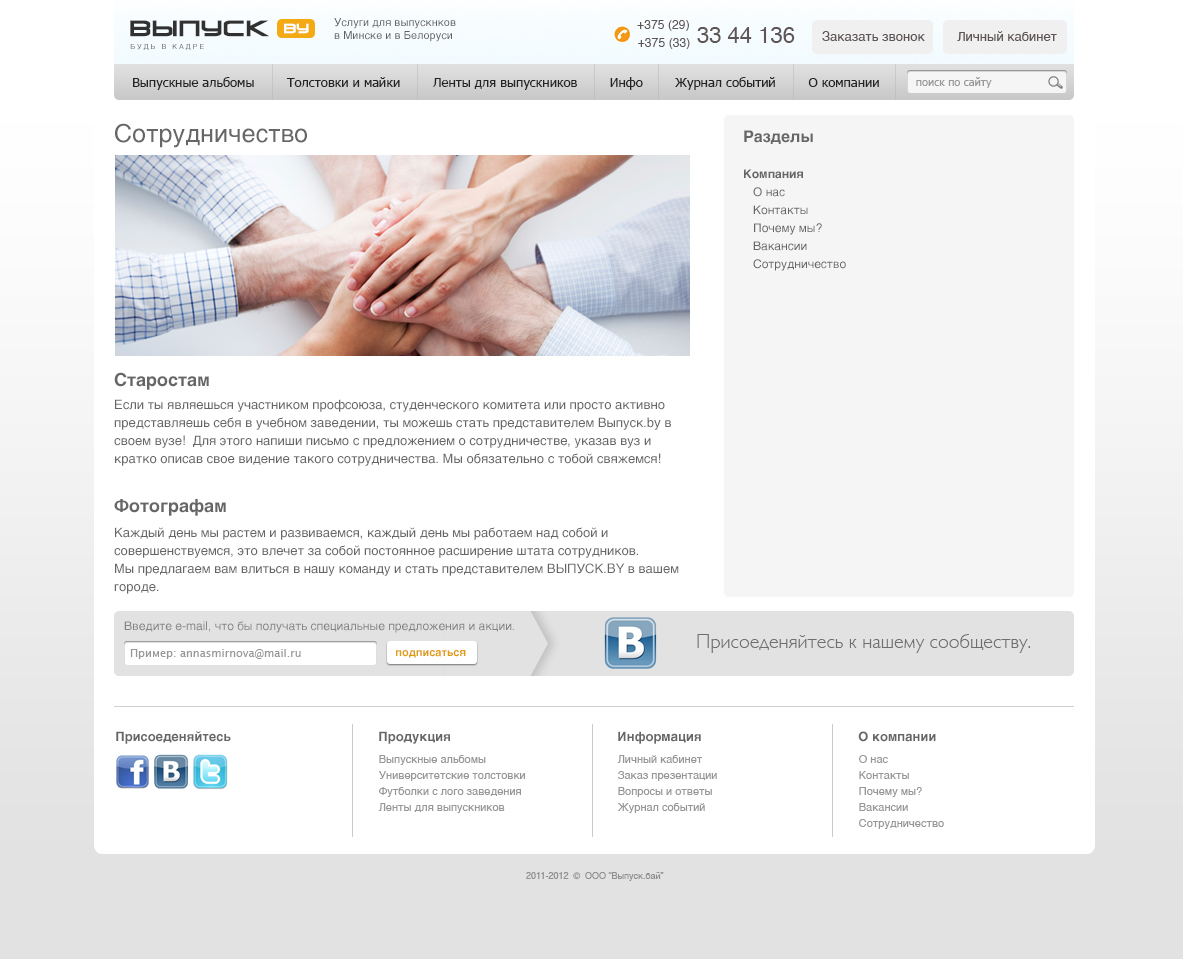 ВЫПУСК BY
БУДЬ В КАДРЕ
Услуги для выпускнков
в Минске и в Белоруси
+375 (29)
+375 (33)
33 44 136
Заказать звонок
Личный кабинет
Выпускные альбомы
Толстовки и майки
Ленты для выпускников
Инфо
Журнал событий
О компании
поиск по сайту
Сотрудничество
Старостам
Если ты являешься участником профсоюза, студенческого комитета или просто активно
представляешь себя в учебном заведении, ты можешь стать представителем Выпуск.by в
своем вузе!  Для этого напиши письмо с предложением о сотрудничестве, указав вуз и
кратко описав свое видение такого сотрудничества. Мы обязательно с тобой свяжемся!
Фотографам
Каждый день мы растем и развиваемся, каждый день мы работаем над собой и
совершенствуемся, это влечет за собой постоянное расширение штата сотрудников.
Мы предлагаем вам влиться в нашу команду и стать представителем ВЫПУСК.BY в вашем
городе.
Разделы
Компания
О нас
Контакты
Почему мы?
Вакансии
Сотрудничество
Введите e-mail, что бы получать специальные предложения и акции.
Пример: annasmirnova@mail.ru
подписаться
В
Присоеденяйтесь к нашему сообществу.
Присоеденяйтесь
f
В
t
Продукция
Выпускные альбомы
Университетские толстовки
Футболки с лого заведения
Ленты для выпускников
Информация
Личный кабинет
Заказ презентации
Вопросы и ответы
Журнал событий
О компании
О нас
Контакты
Почему мы?
Вакансии
Сотрудничество
2011-2012 © ООО "Выпуск.бай"